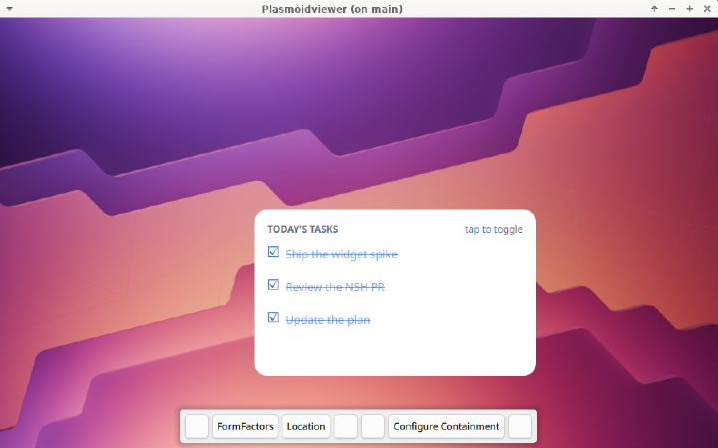 Plasmoidviewer (on main)
TODAY'S TASKS tap to toggle
Ship the widget spike
Review the NSH PR
Update the plan
FormFactors Location Configure Containment